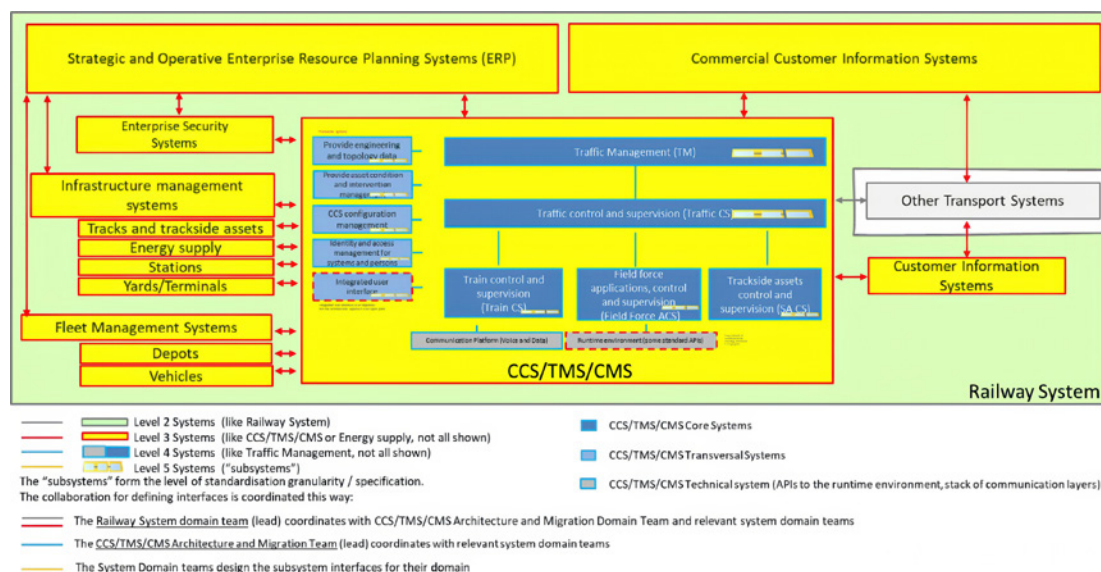 Strategic and Operative Enterprise Resource Planning Systems (ERP)
Commercial Customer Information Systems
Enterprise Security
Systems
Infrastructure management
systems
Tracks and trackside assets
Energy supply
Stations
Yards/Terminals
Fleet Management Systems
Depots
Vehicles
Provide engineering
and topology data
Provide asset condition
and intervention
CCS configuration
management
Identity and access
management for
systems and persons
Integrated user
interface
Traffic Management (TM)
Traffic control and supervision (Traffic CS)
Train control and
supervision
(Train CS)
Field force
applications, control
and supervision
(Field Force ACS)
Trackside assets
control and
supervision (SA CS)
Communication Platform (Voice and Data)
Runtime environment (some standard APIs)
CCS/TMS/CMS
Other Transport Systems
Customer Information
Systems
Railway System
Level 2 Systems (like Railway System)
Level 3 Systems (like CCS/TMS/CMS or Energy supply, not all shown)
Level 4 Systems (like Traffic Management, not all shown)
Level 5 Systems ("subsystems")
The "subsystems" form the level of standardisation granularity / specification.
The collaboration for defining interfaces is coordinated this way:
The Railway System domain team (lead) coordinates with CCS/TMS/CMS Architecture and Migration Domain Team and relevant system domain teams
The CCS/TMS/CMS Architecture and Migration Team (lead) coordinates with relevant system domain teams
The System Domain teams design the subsystem interfaces for their domain
CCS/TMS/CMS Core Systems
CCS/TMS/CMS Transversal Systems
CCS/TMS/CMS Technical system (APIs to the runtime environment, stack of communication layers)